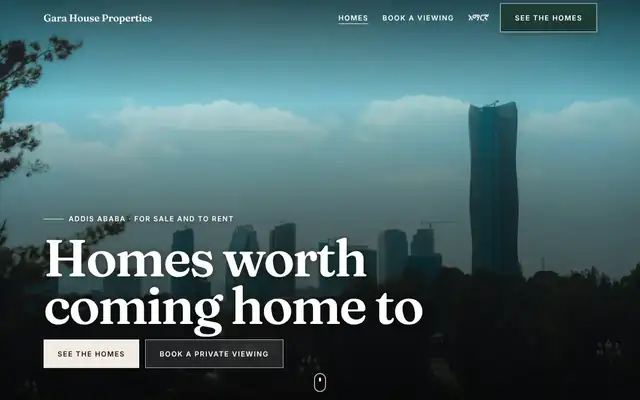 Gara House Properties
HOMES
BOOK A VIEWING
አማርኛ
SEE THE HOMES
ADDIS ABABA · FOR SALE AND TO RENT
Homes worth
coming home to
SEE THE HOMES
BOOK A PRIVATE VIEWING